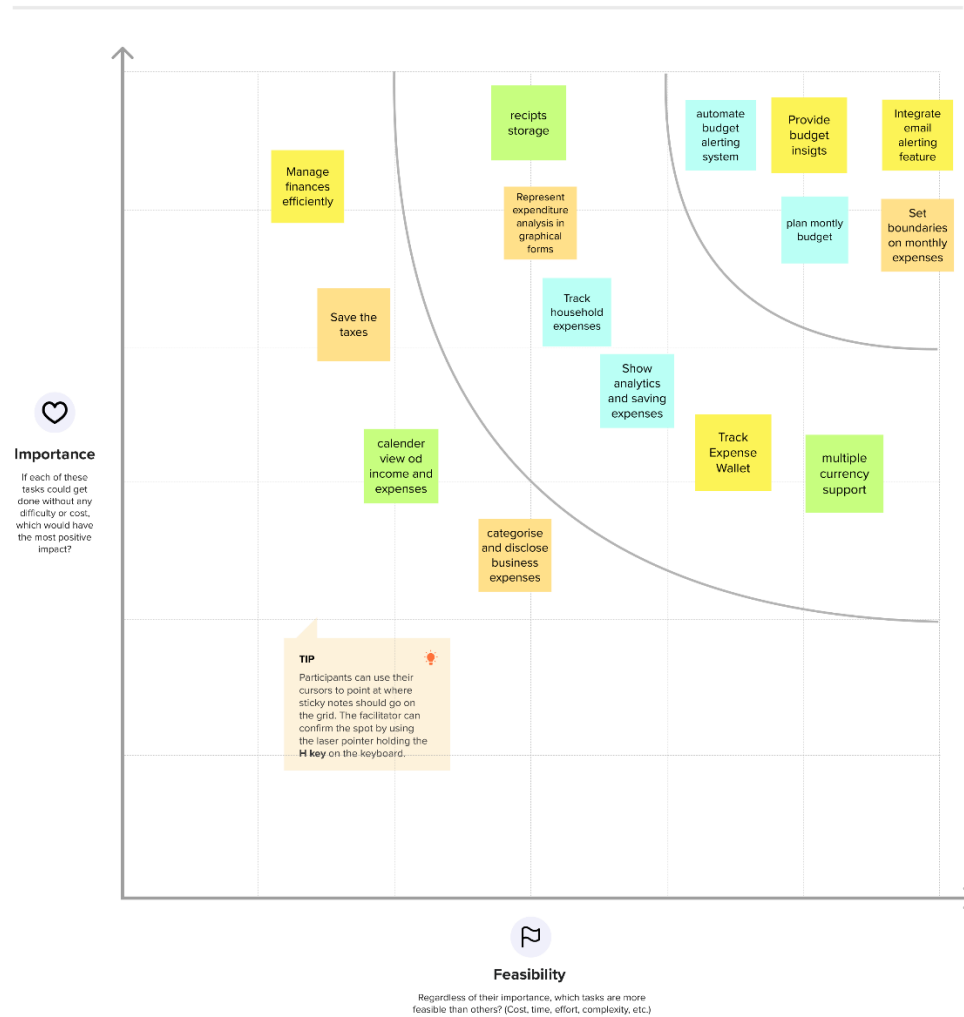 recipts
storage
automate
budget
alerting
system
Provide
budget
insigts
Integrate
email
alerting
feature
Manage
finances
efficiently
Represent
expenditure
analysis in
graphical
forms
plan montly
budget
Set
boundaries
on monthly
expenses
Save the
taxes
Track
household
expenses
Show
analytics
and saving
expenses
Track
Expense
Wallet
multiple
currency
support
calender
view od
income and
expenses
categorise
and disclose
business
expenses
Importance
If each of these
tasks could get
done without any
difficulty or cost,
which would have
the most positive
impact?
TIP
Participants can use their
cursors to point at where
sticky notes should go on
the grid. The facilitator can
confirm the spot by using
the laser pointer holding the
H key on the keyboard.
Feasibility
Regardless of their importance, which tasks are more
feasible than others? (Cost, time, effort, complexity, etc.)